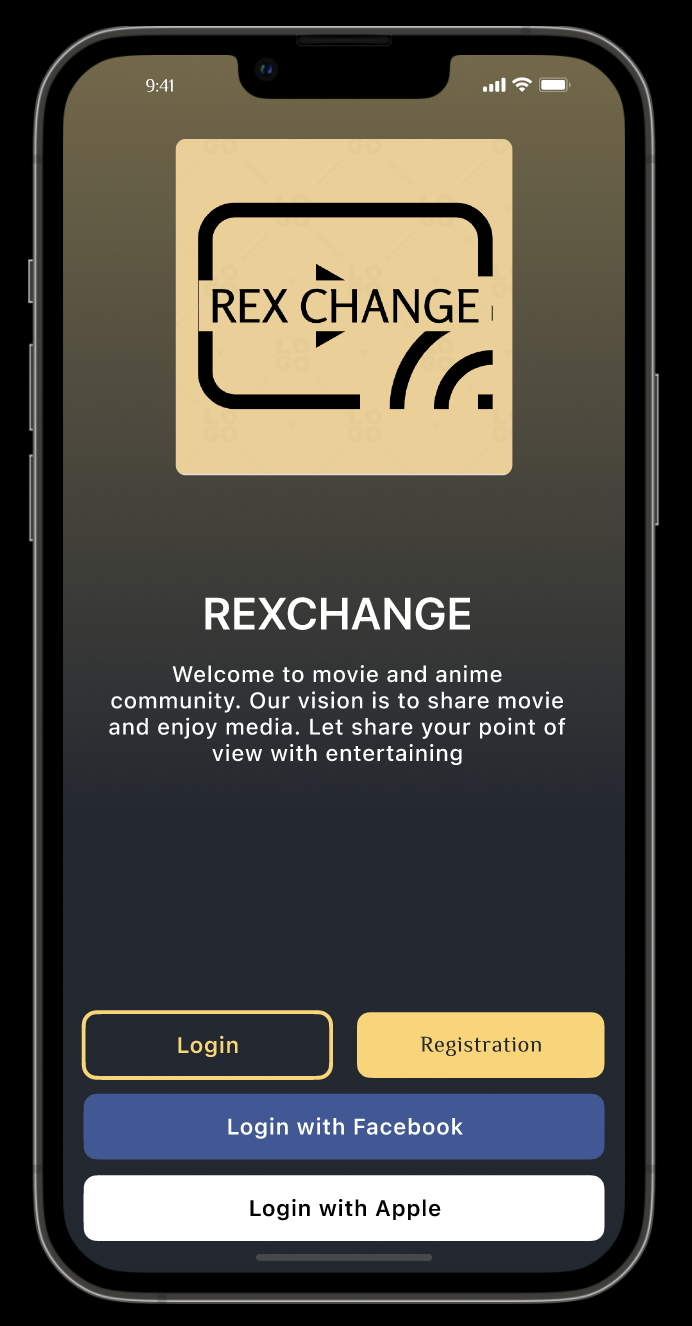 9:41
REX CHANGE
REXCHANGE
Welcome to movie and anime
community. Our vision is to share movie
and enjoy media. Let share your point of
view with entertaining
Login
Registration
Login with Facebook
Login with Apple